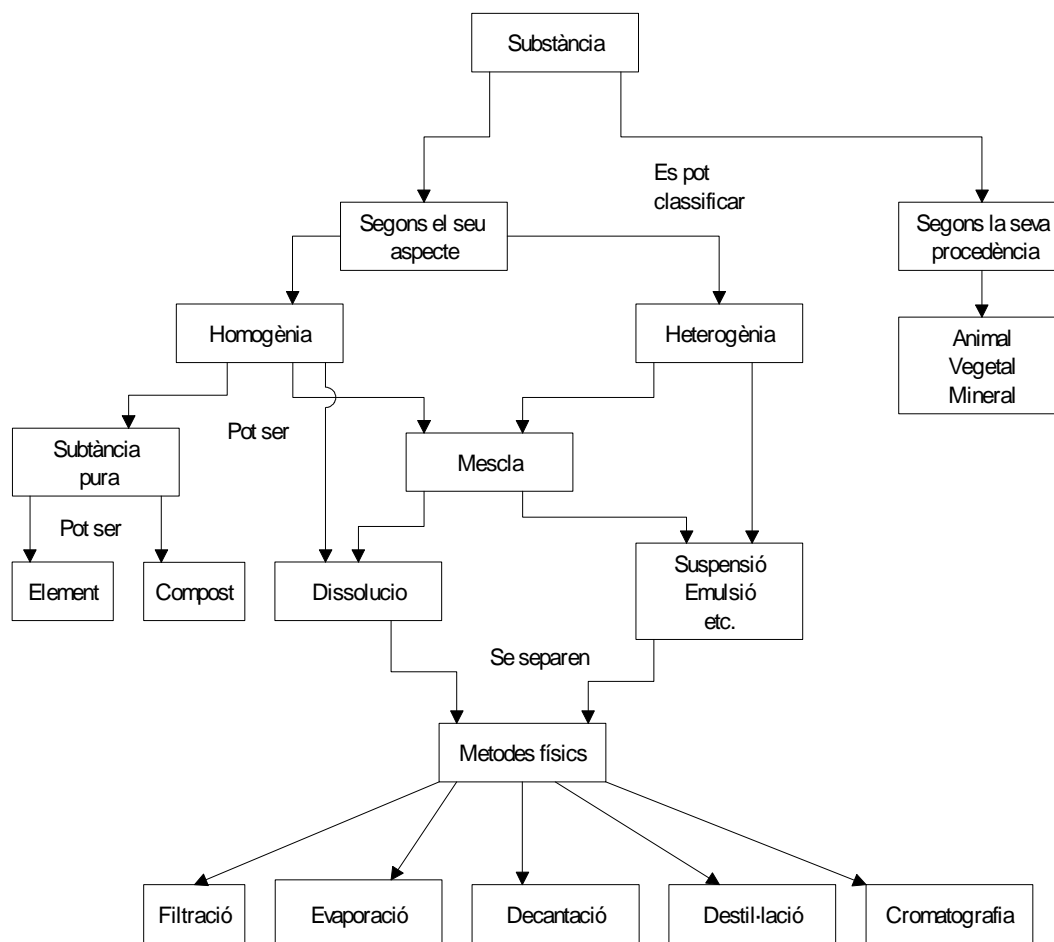 Substància
Es pot
classificar
Segons el seu
aspecte
Segons la seva
procedència
Homogènia
Heterogènia
Animal
Vegetal
Mineral
Pot ser
Subtància
pura
Mescla
Pot ser
Element
Compost
Dissolucio
Suspensió
Emulsió
etc.
Se separen
Metodes físics
Filtració
Evaporació
Decantació
Destil·lació
Cromatografia